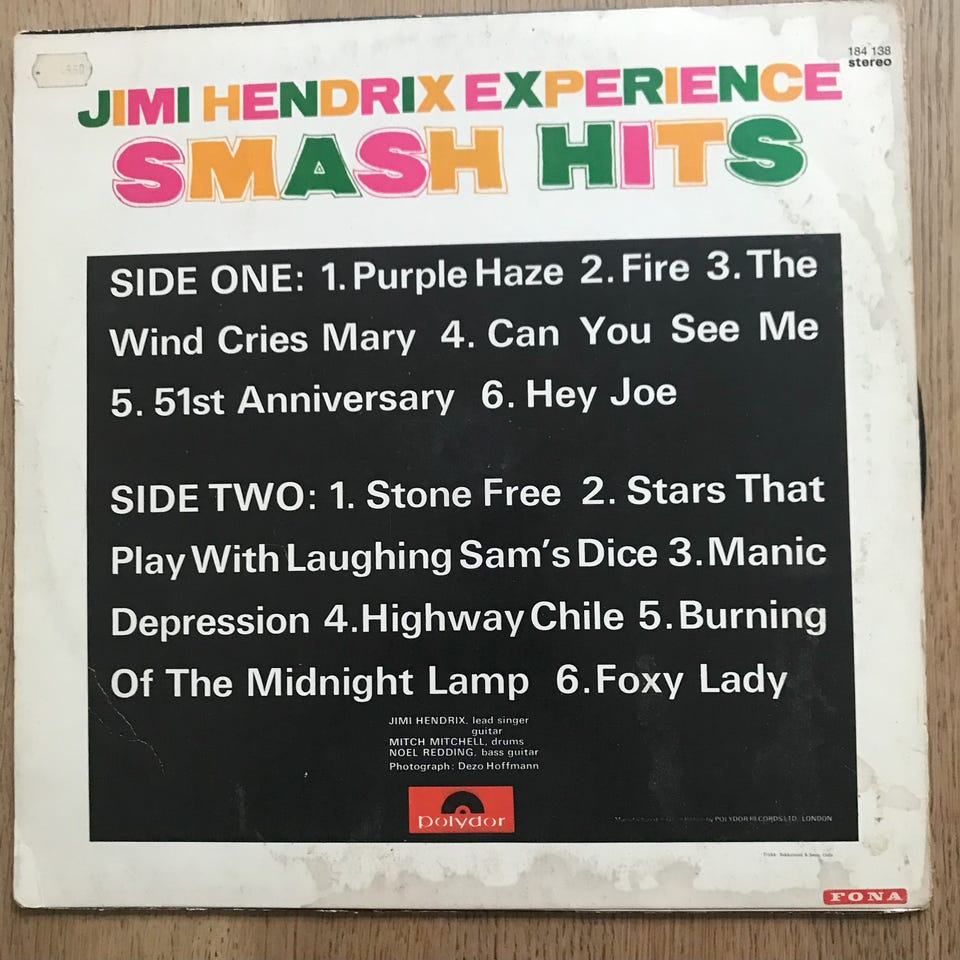 184 138
stereo
JIMI HENDRIX EXPERIENCE
SMASH HITS
SIDE ONE: 1. Purple Haze 2. Fire 3. The
Wind Cries Mary 4. Can You See Me
5. 51st Anniversary 6. Hey Joe
SIDE TWO: 1. Stone Free 2. Stars That
Play With Laughing Sam's Dice 3. Manic
Depression 4. Highway Chile 5. Burning
Of The Midnight Lamp 6. Foxy Lady
JIMI HENDRIX, lead singer
guitar
MITCH MITCHELL, drums
NOEL REDDING, bass guitar
Photograph: Dezo Hoffmann
polydor
by POLYDOR RECORDS LTD. LONDON
FONA